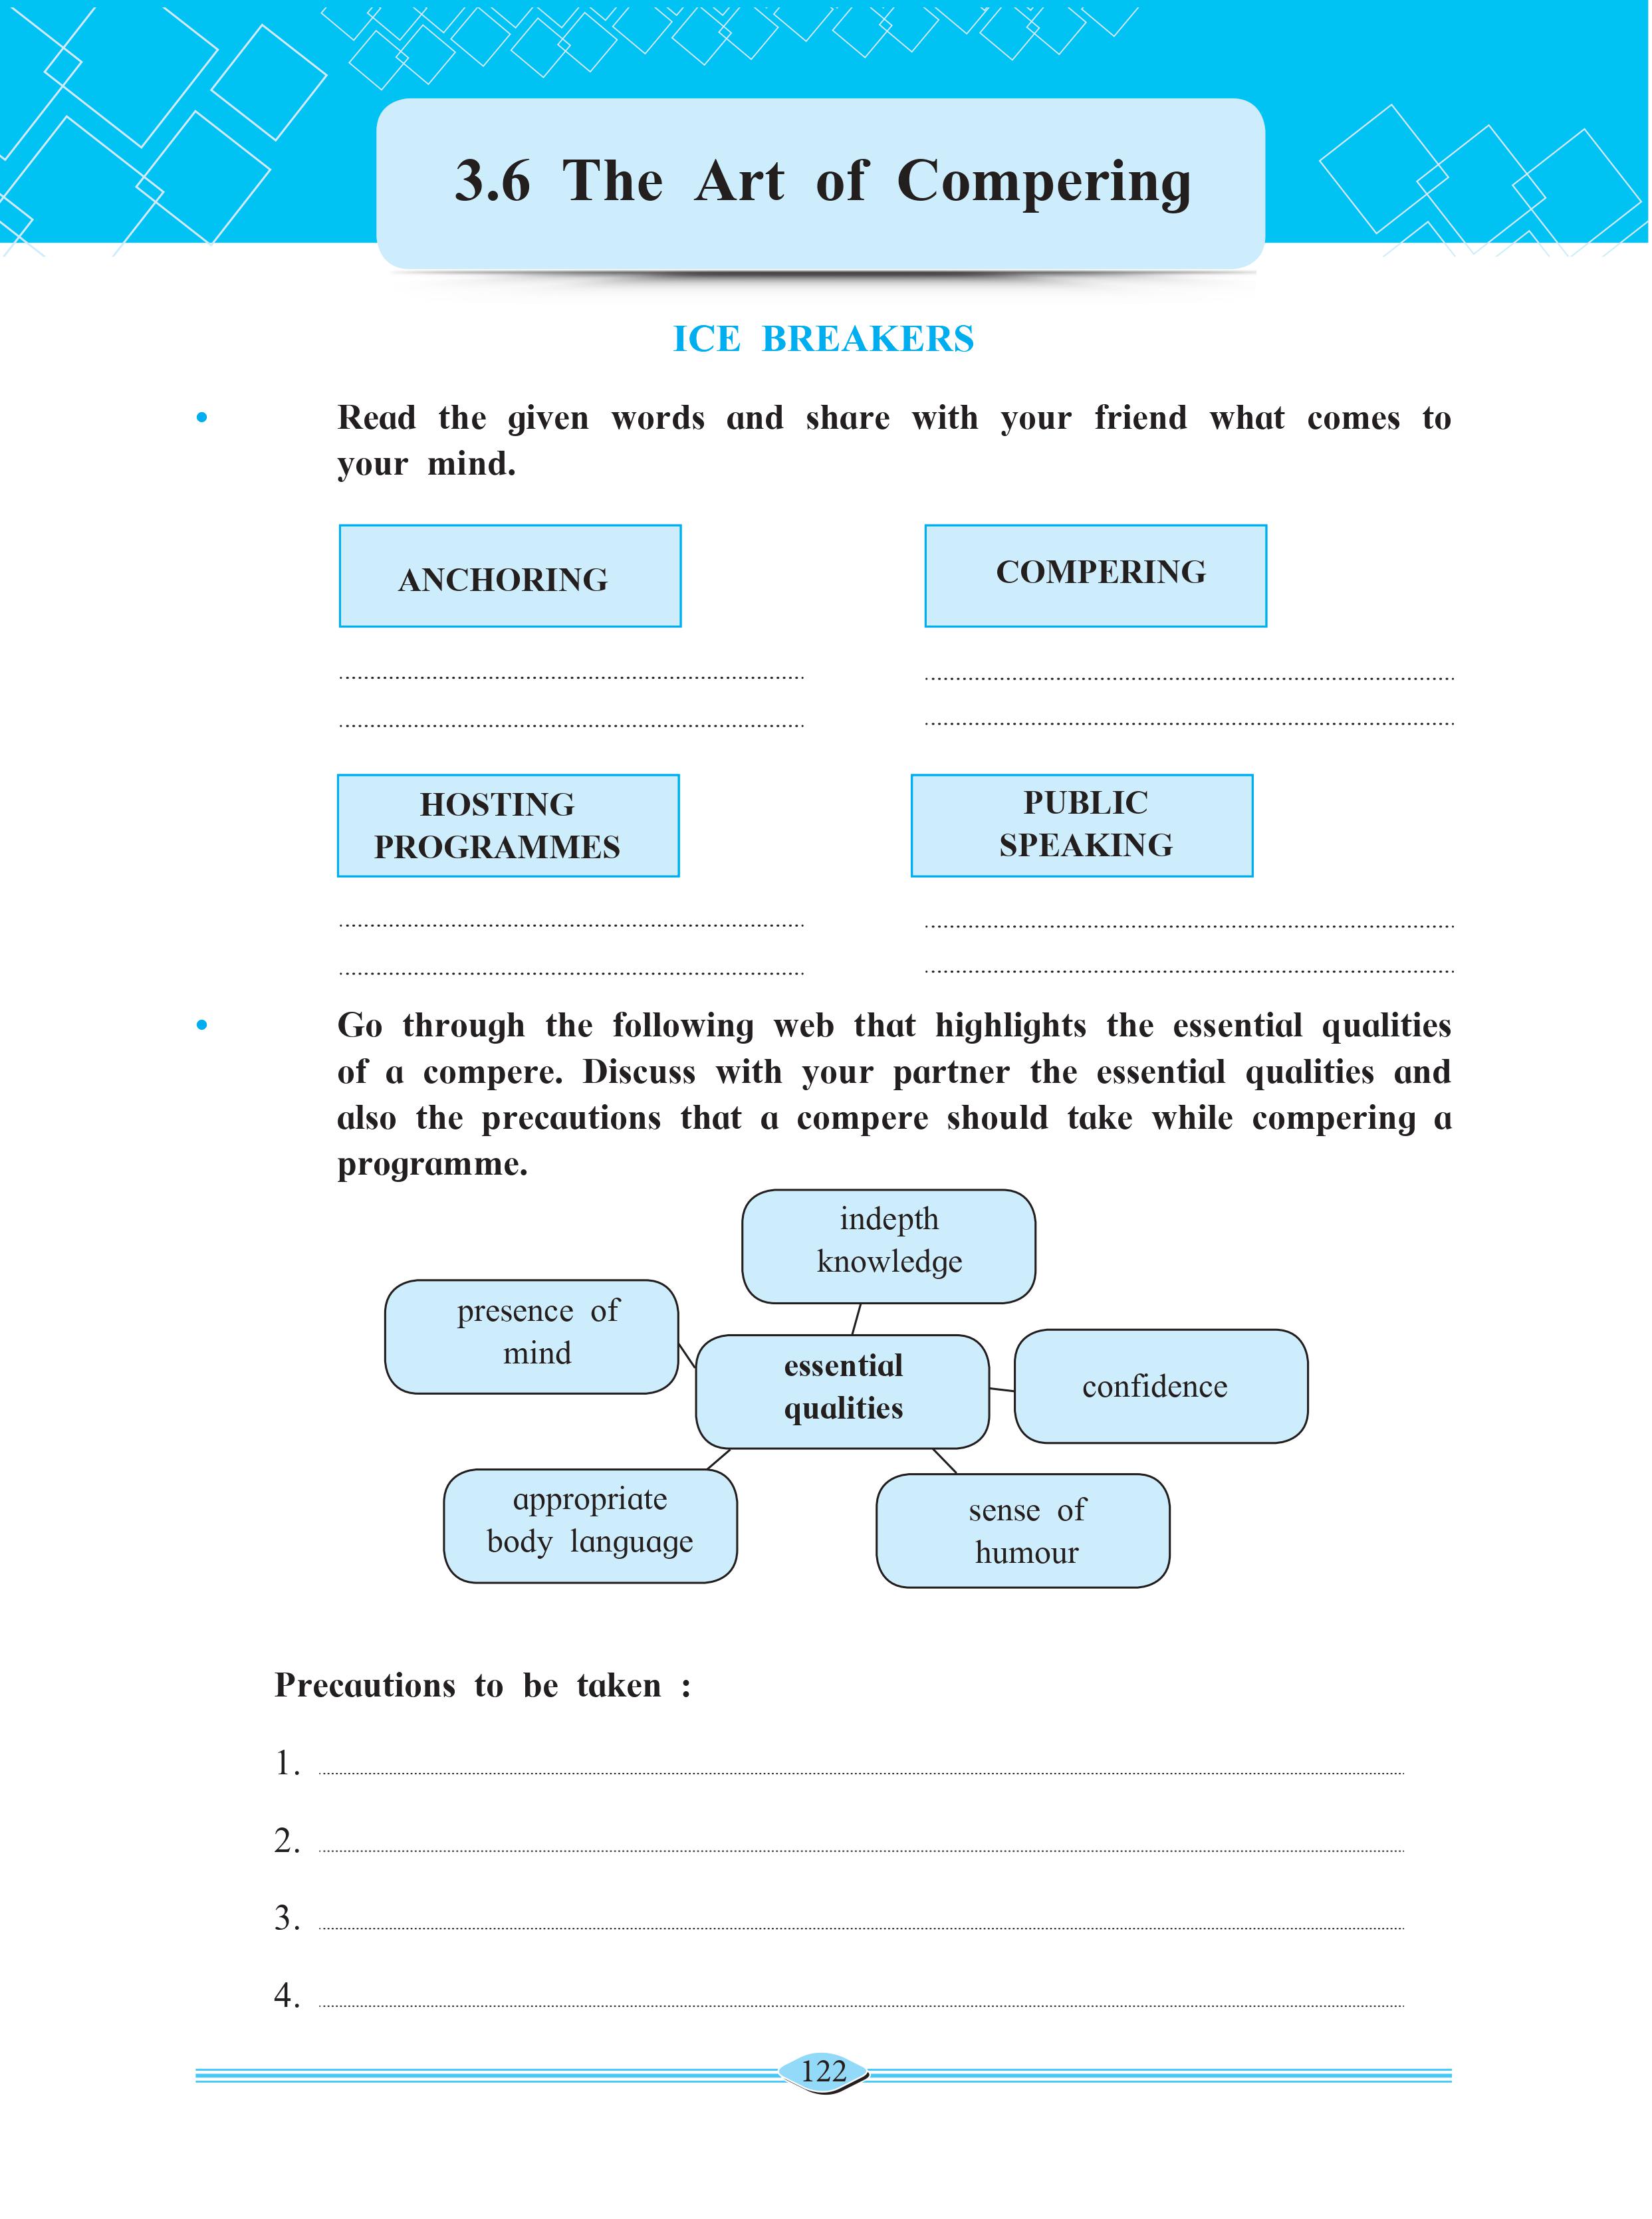 3.6 The Art of Compering
ICE BREAKERS
• Read the given words and share with your friend what comes to
your mind.
ANCHORING
COMPERING
HOSTING
PROGRAMMES
PUBLIC
SPEAKING
• Go through the following web that highlights the essential qualities
of a compere. Discuss with your partner the essential qualities and
also the precautions that a compere should take while compering a
programme.
indepth
knowledge
presence of
mind
essential
qualities
confidence
appropriate
body language
sense of
humour
Precautions to be taken :
1.
2.
3.
4.
122